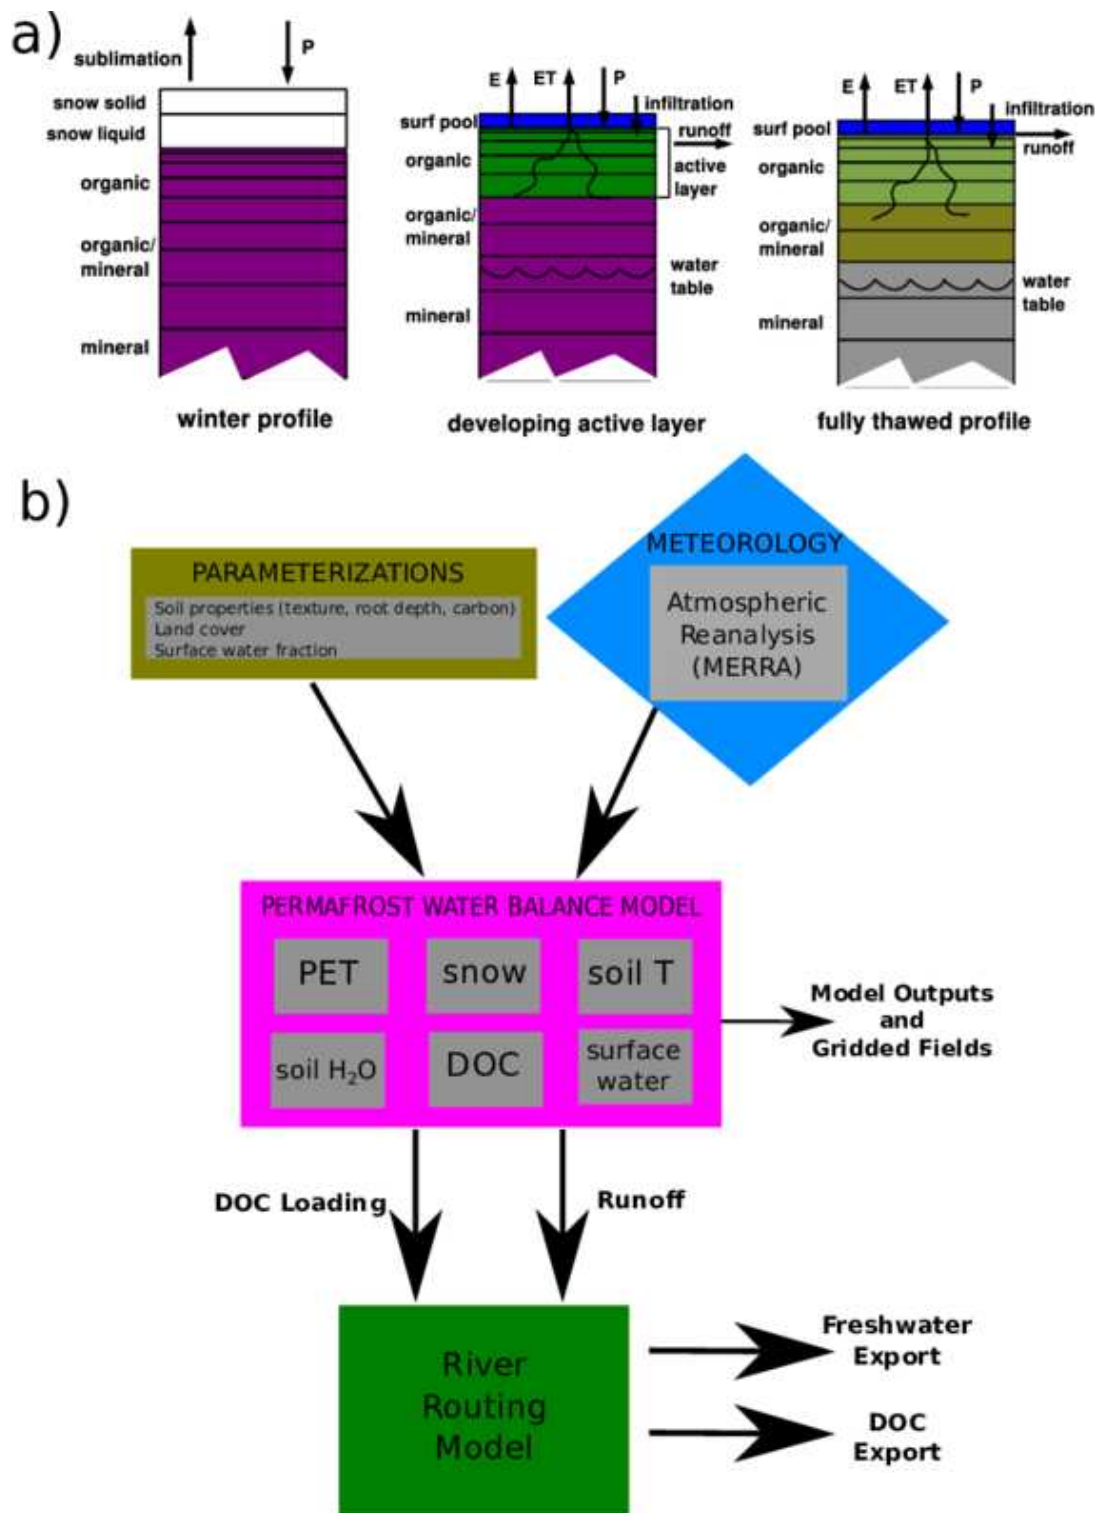 a)
sublimation
P
snow solid
snow liquid
organic
organic/
mineral
mineral
winter profile
E
ET
P
infiltration
surf pool
runoff
organic
active
layer
organic/
mineral
water
table
mineral
developing active layer
E
ET
P
infiltration
surf pool
runoff
organic
organic/
mineral
water
table
mineral
fully thawed profile
b)
PARAMETERIZATIONS
Soil properties (texture, root depth, carbon)
Land cover
Surface water fraction
METEOROLOGY
Atmospheric
Reanalysis
(MERRA)
PERMAFROST WATER BALANCE MODEL
PET
snow
soil T
soil H₂O
DOC
surface
water
Model Outputs
and
Gridded Fields
DOC Loading
Runoff
River
Routing
Model
Freshwater
Export
DOC
Export